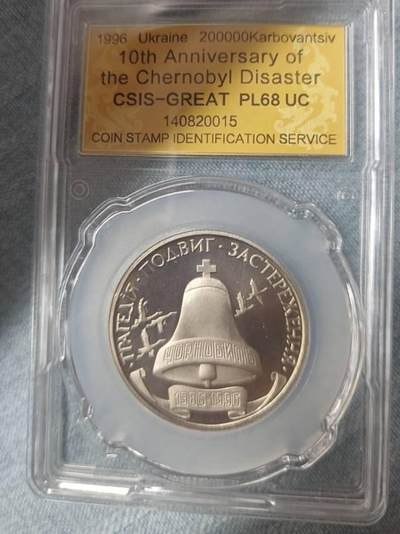 1996 Ukraine 200000Karbovantsiv
10th Anniversary of
the Chernobyl Disaster
CSIS-GREAT PL68 UC
140820015
COIN STAMP IDENTIFICATION SERVICE
ТРАГЕДІЯ · ПОДВИГ · ЗАСТЕРЕЖЕННЯ
ЧОРНОБИЛЬ
1986-1996